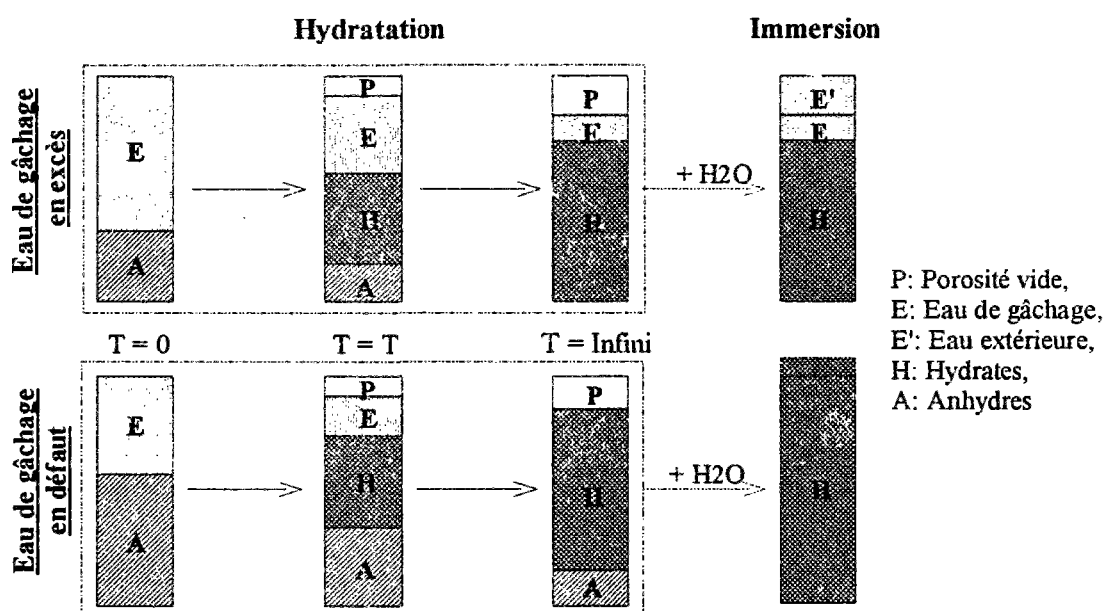 Hydratation
Immersion
Eau de gâchage
en excès
E
A
P
E
H
A
P
E
H
+ H2O
E'
E
H
T = 0
T = T
T = Infini
P: Porosité vide,
E: Eau de gâchage,
E': Eau extérieure,
H: Hydrates,
A: Anhydres
Eau de gâchage
en défaut
E
A
P
E
H
A
P
H
A
+ H2O
H